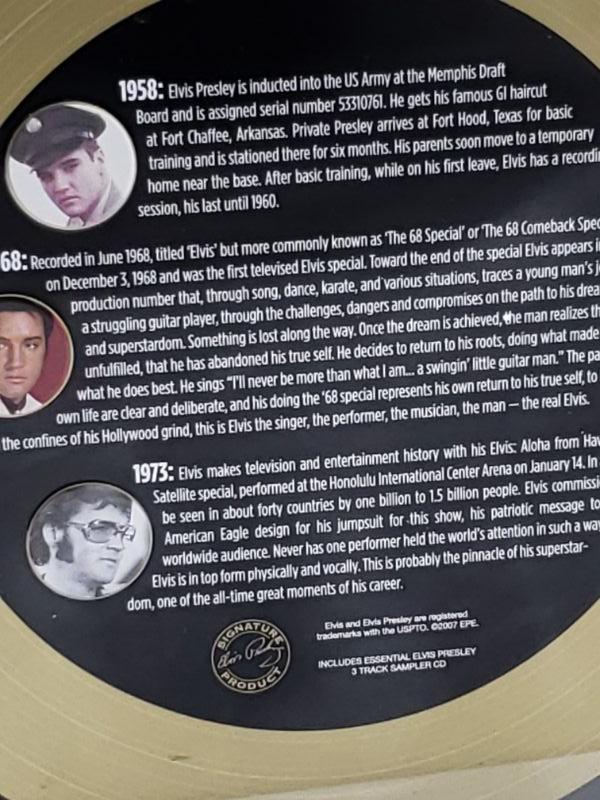 1958: Elvis Presley is inducted into the US Army at the Memphis Draft
Board and is assigned serial number 53310761. He gets his famous GI haircut
at Fort Chaffee, Arkansas. Private Presley arrives at Fort Hood, Texas for basic
training and is stationed there for six months. His parents soon move to a temporary
home near the base. After basic training, while on his first leave, Elvis has a recordin
session, his last until 1960.
68: Recorded in June 1968, titled 'Elvis' but more commonly known as 'The 68 Special' or 'The 68 Comeback Spec
on December 3, 1968 and was the first televised Elvis special. Toward the end of the special Elvis appears i
production number that, through song, dance, karate, and various situations, traces a young man's j
a struggling guitar player, through the challenges, dangers and compromises on the path to his drea
and superstardom. Something is lost along the way. Once the dream is achieved, the man realizes th
unfulfilled, that he has abandoned his true self. He decides to return to his roots, doing what made
what he does best. He sings "I'll never be more than what I am... a swingin' little guitar man." The pa
own life are clear and deliberate, and his doing the '68 special represents his own return to his true self, to
the confines of his Hollywood grind, this is Elvis the singer, the performer, the musician, the man — the real Elvis.
1973: Elvis makes television and entertainment history with his Elvis: Aloha from Hav
Satellite special, performed at the Honolulu International Center Arena on January 14. In
be seen in about forty countries by one billion to 1.5 billion people. Elvis commissi
American Eagle design for his jumpsuit for this show, his patriotic message to
worldwide audience. Never has one performer held the world's attention in such a way
Elvis is in top form physically and vocally. This is probably the pinnacle of his superstar-
dom, one of the all-time great moments of his career.
Elvis and Elvis Presley are registered
trademarks with the USPTO. ©2007 EPE.
SIGNATURE
Elvis Presley
PRODUCT
INCLUDES ESSENTIAL ELVIS PRESLEY
3 TRACK SAMPLER CD